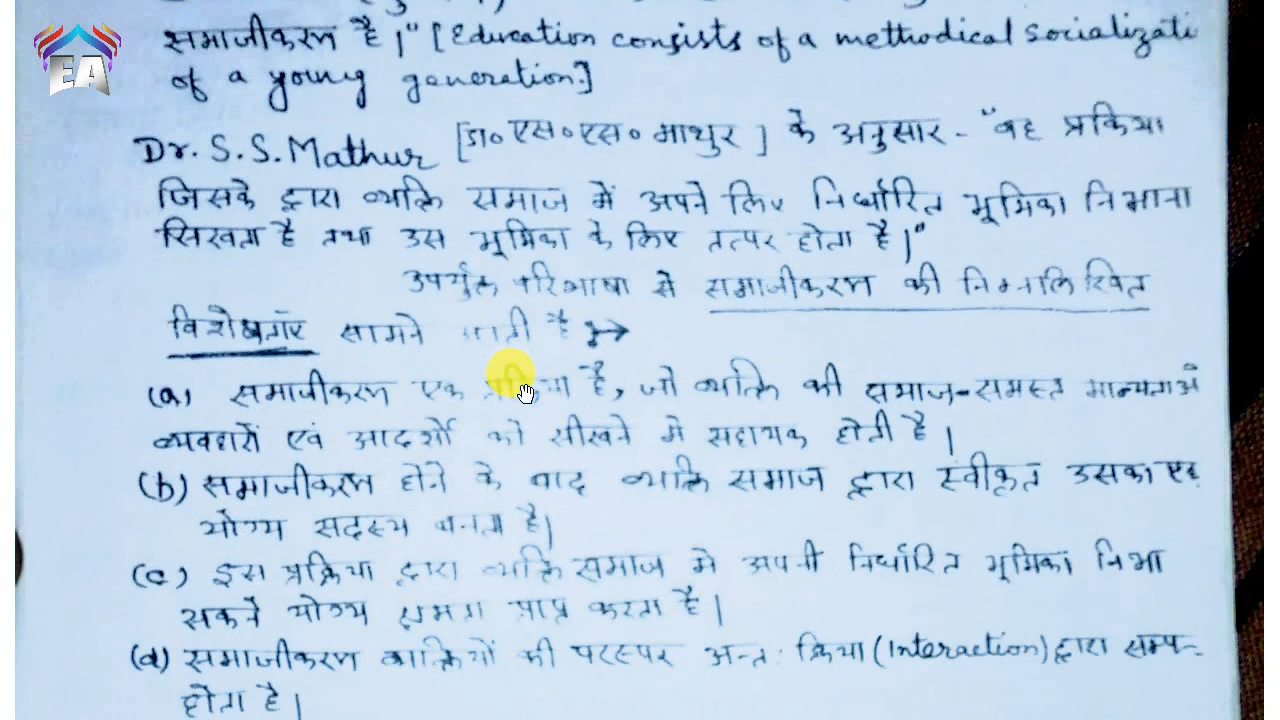 EA
समाजीकरण है।" [Education consists of a methodical Socializati
of a young generation.]
Dr. S. S. Mathur [डा० एस० एस० माथुर] के अनुसार - "वह प्रक्रिया
जिसके द्वारा व्यक्ति समाज में अपने लिए निर्धारित भूमिका निभाना
सिखता है तथा उस भूमिका के लिए तत्पर होता है।"
उपर्युक्त परिभाषा से समाजीकरण की निम्नलिखित
विशेषताएं सामने आती है
(a) समाजीकरण एक प्रक्रिया है, जो व्यक्ति की समाज-समस्त मान्यताओं
व्यवहारों एवं आदर्शों को सीखने मे सहायक होती है।
(b) समाजीकरण होने के बाद व्यक्ति समाज द्वारा स्वीकृत उसका एक
योग्य सदस्य बनता है।
(c) इस प्रक्रिया द्वारा व्यक्ति समाज मे अपनी निर्धारित भूमिका निभा
सकने योग्य क्षमता प्राप्त करता है।
(d) समाजीकरण व्यक्तियों की परस्पर अन्त: क्रिया (Interaction) द्वारा सम्पन्
होता है।